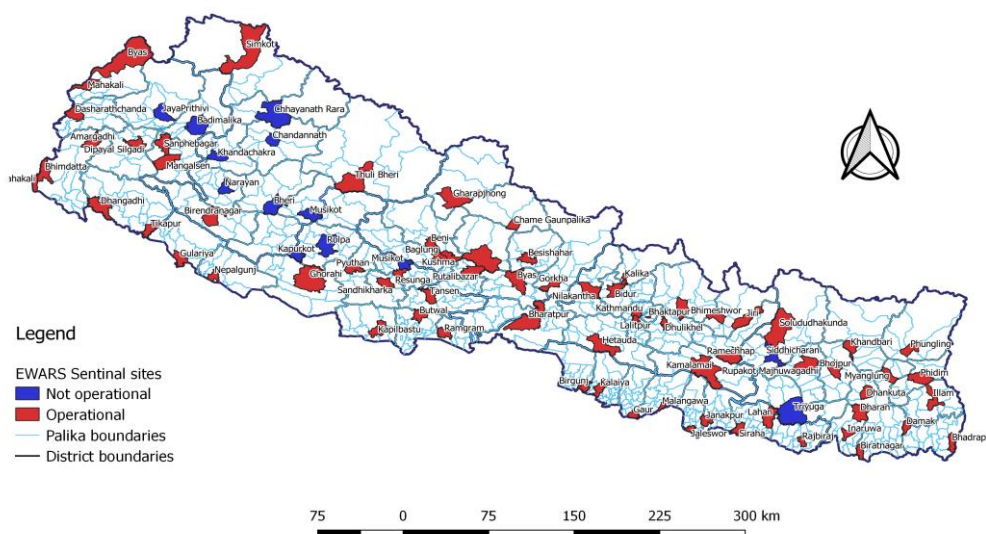 Simkot
Byas
Mahakali
Dasharathchanda
JayaPrithivi
Chhayanath Rara
Badimalika
Chandannath
Amargadhi
Dipayal Silgadi
Sanphebagar
Khandachakra
Mangalsen
Bhimdatta
Thuli Bheri
Narayan
Gharapjhong
Dhangadhi
Bheri
Musikot
Birendranagar
Chame Gaunpalika
Tikapur
Rolpa
Beni
Kapurkot
Baglung
Besishahar
Gulariya
Musikot
Kushma
Pyuthan
Nepalgunj
Ghorahi
Resunga
Putalibazar
Byas
Gorkha
Kalika
Sandhikharka
Tansen
Nilakantha
Bidur
Butwal
Bharatpur
Kathmandu
Bhaktapur
Bhimeshwor
Jiri
Solududhakunda
Kapilbastu
Ramgram
Lalitpur
Dhulikhel
Hetauda
Ramechhap
Siddhicharan
Khandbari
Phungling
Kamalamai
Rupakot
Majhuwagadhi
Bhojpur
Myanglung
Phidim
Birgunj
Kalaiya
Dhankuta
Illam
Malangawa
Gaur
Janakpur
Lahan
Triyuga
Dharan
Damak
Jaleswor
Siraha
Rajbiraj
Inaruwa
Biratnagar
Bhadrap
Legend
EWARS Sentinal sites
Not operational
Operational
Palika boundaries
District boundaries
75 0 75 150 225 300 km